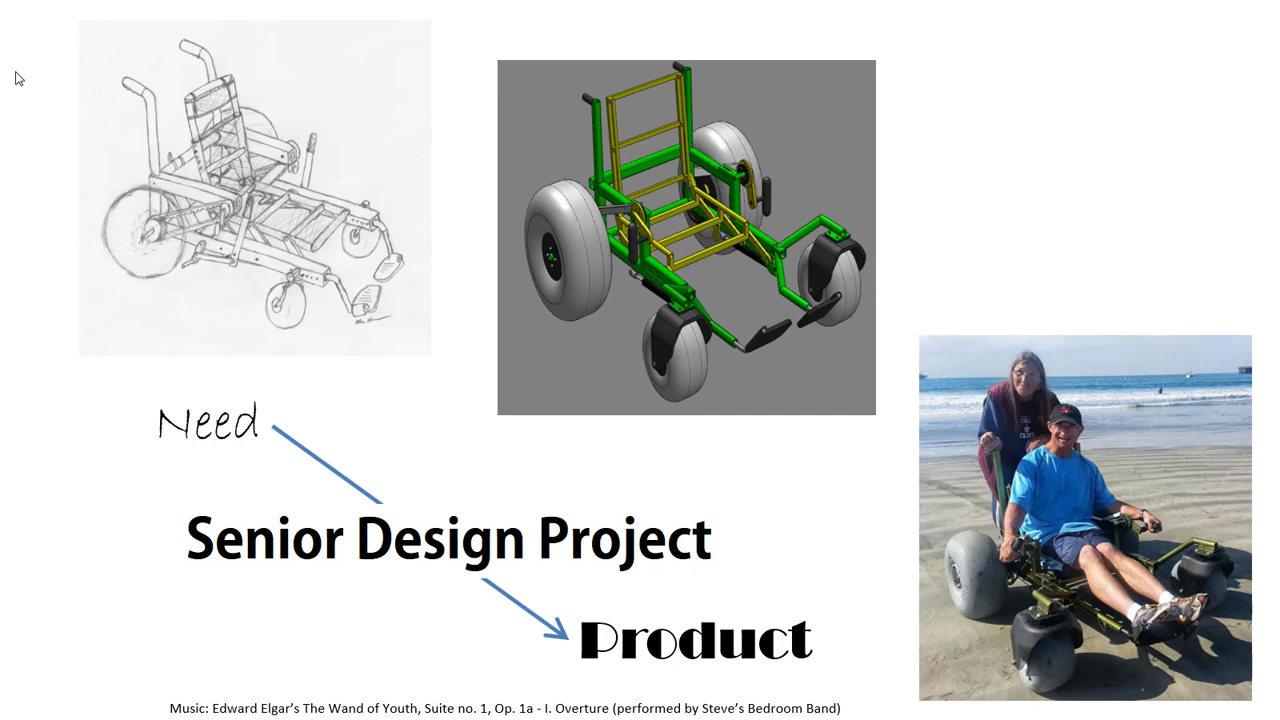 Need
Senior Design Project
Product
Music: Edward Elgar’s The Wand of Youth, Suite no. 1, Op. 1a - I. Overture (performed by Steve’s Bedroom Band)